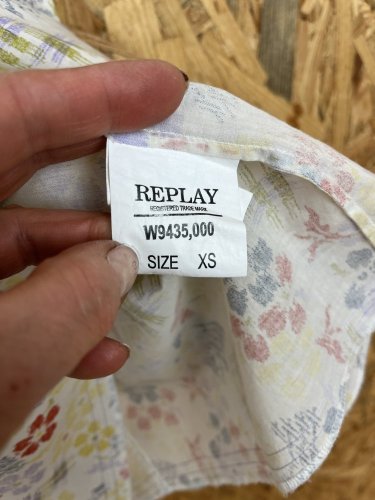 REPLAY
REGISTERED TRADE MARK
W9435,000
SIZE XS